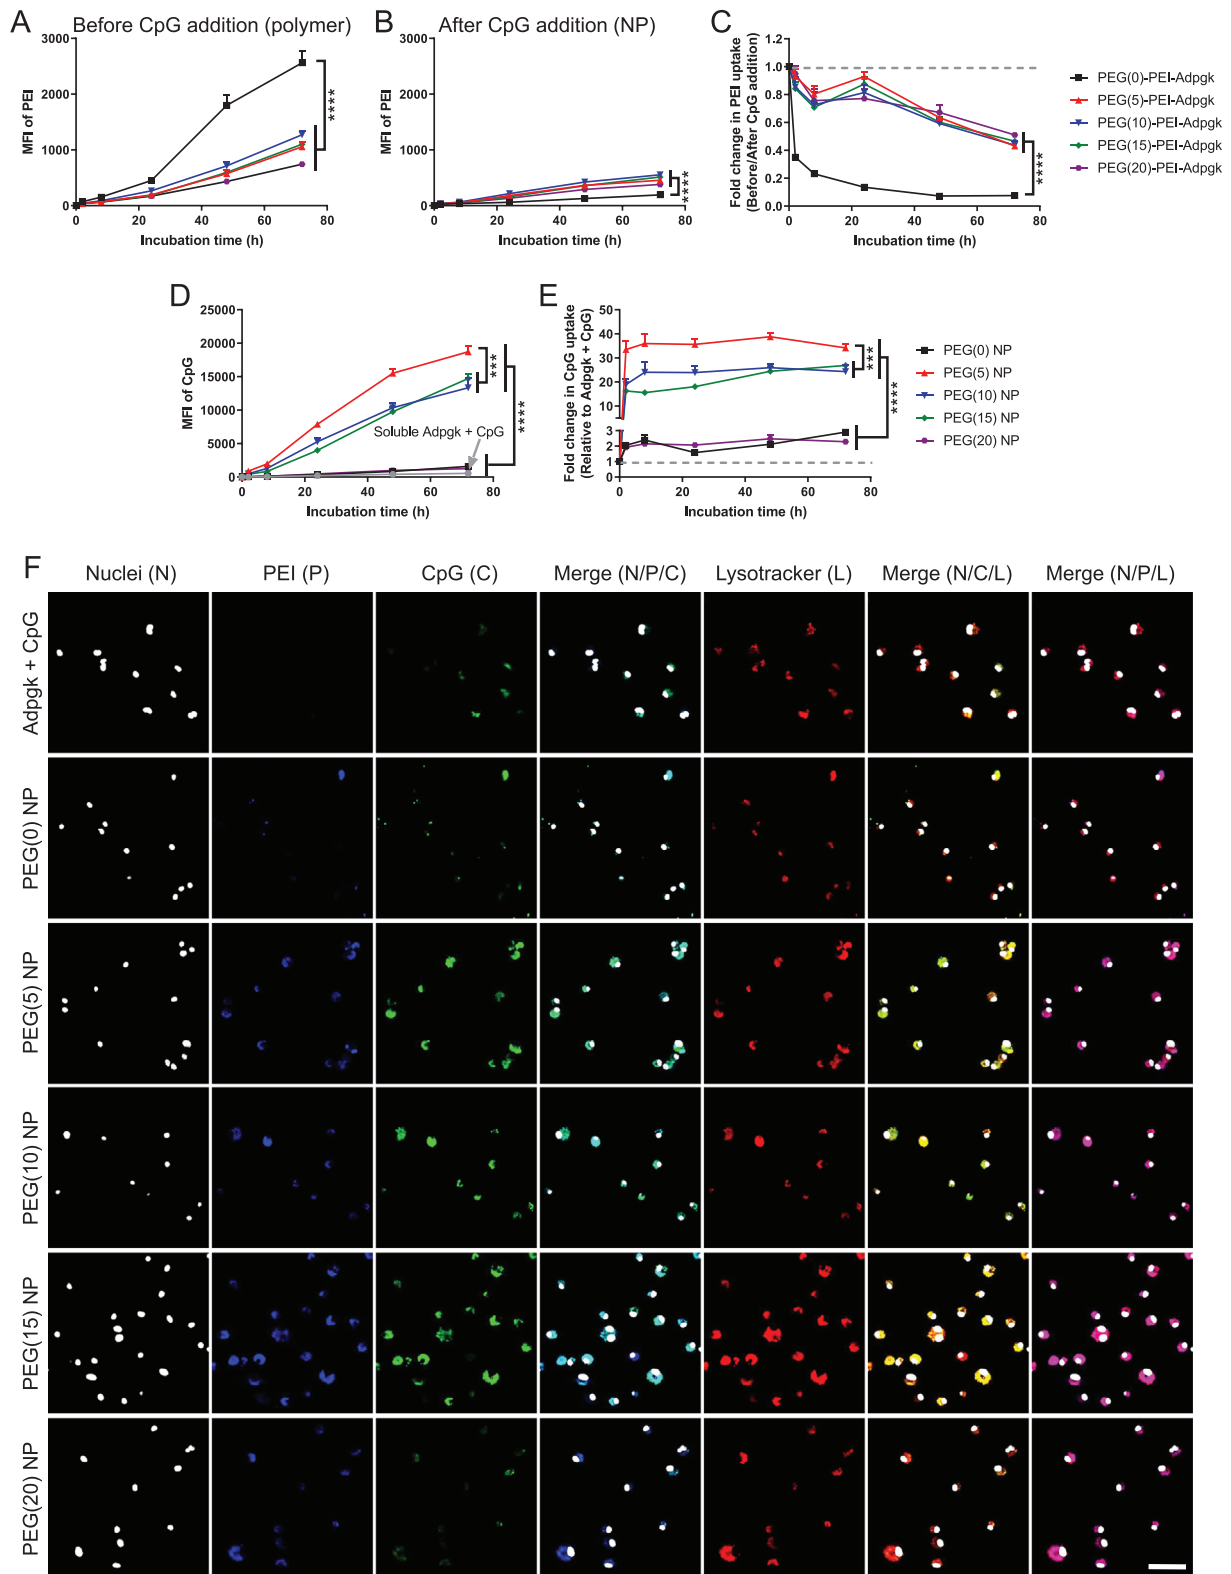 A Before CpG addition (polymer)
MFI of PEI
3000
2000
1000
0
0 20 40 60 80
Incubation time (h)
****
B After CpG addition (NP)
MFI of PEI
3000
2000
1000
0
0 20 40 60 80
Incubation time (h)
****
C
Fold change in PEI uptake
(Before/After CpG addition)
1.2
1.0
0.8
0.6
0.4
0.2
0.0
0 20 40 60 80
Incubation time (h)
****
PEG(0)-PEI-Adpgk
PEG(5)-PEI-Adpgk
PEG(10)-PEI-Adpgk
PEG(15)-PEI-Adpgk
PEG(20)-PEI-Adpgk
D
MFI of CpG
25000
20000
15000
10000
5000
0
0 20 40 60 80
Incubation time (h)
Soluble Adpgk + CpG
***
****
E
Fold change in CpG uptake
(Relative to Adpgk + CpG)
50
40
30
20
10
3
2
1
0
0 20 40 60 80
Incubation time (h)
***
****
PEG(0) NP
PEG(5) NP
PEG(10) NP
PEG(15) NP
PEG(20) NP
F
Nuclei (N) PEI (P) CpG (C) Merge (N/P/C) Lysotracker (L) Merge (N/C/L) Merge (N/P/L)
Adpgk + CpG
PEG(0) NP
PEG(5) NP
PEG(10) NP
PEG(15) NP
PEG(20) NP